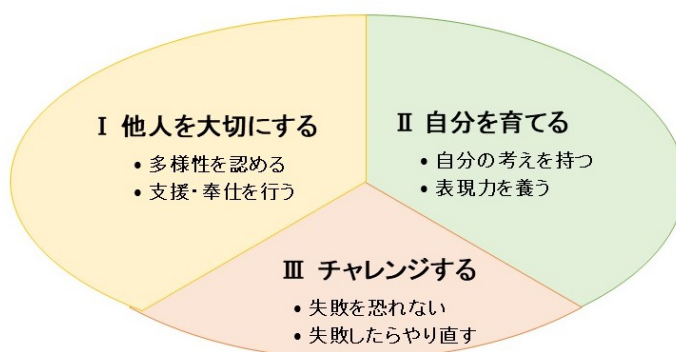 Ⅰ 他人を大切にする
• 多様性を認める
• 支援・奉仕を行う
Ⅱ 自分を育てる
• 自分の考えを持つ
• 表現力を養う
Ⅲ チャレンジする
• 失敗を恐れない
• 失敗したらやり直す